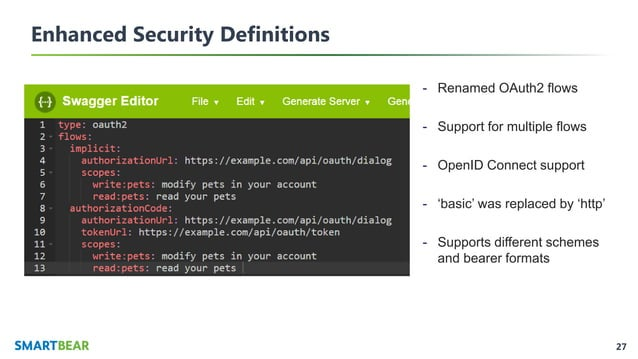 Enhanced Security Definitions
{··} Swagger Editor File ▼ Edit ▼ Generate Server ▼ Gene
1 type: oauth2
2 flows:
3 implicit:
4 authorizationUrl: https://example.com/api/oauth/dialog
5 scopes:
6 write:pets: modify pets in your account
7 read:pets: read your pets
8 authorizationCode:
9 authorizationUrl: https://example.com/api/oauth/dialog
10 tokenUrl: https://example.com/api/oauth/token
11 scopes:
12 write:pets: modify pets in your account
13 read:pets: read your pets
- Renamed OAuth2 flows
- Support for multiple flows
- OpenID Connect support
- ‘basic’ was replaced by ‘http’
- Supports different schemes
and bearer formats
SMARTBEAR
27